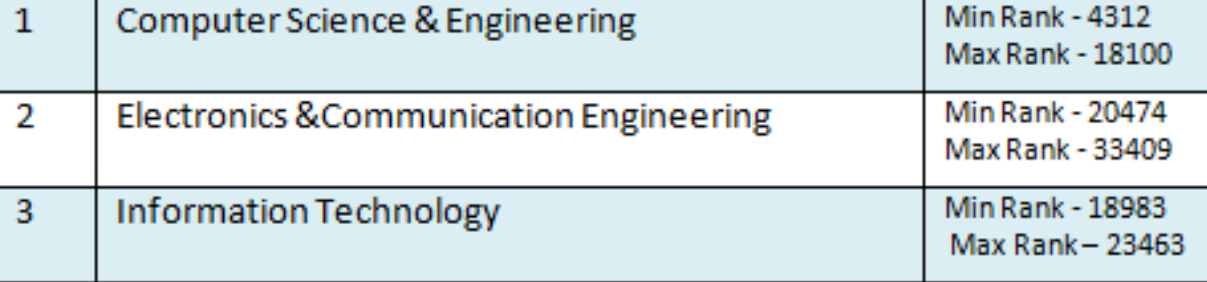 1 Computer Science & Engineering Min Rank - 4312
Max Rank - 18100
2 Electronics &Communication Engineering Min Rank - 20474
Max Rank - 33409
3 Information Technology Min Rank - 18983
Max Rank – 23463